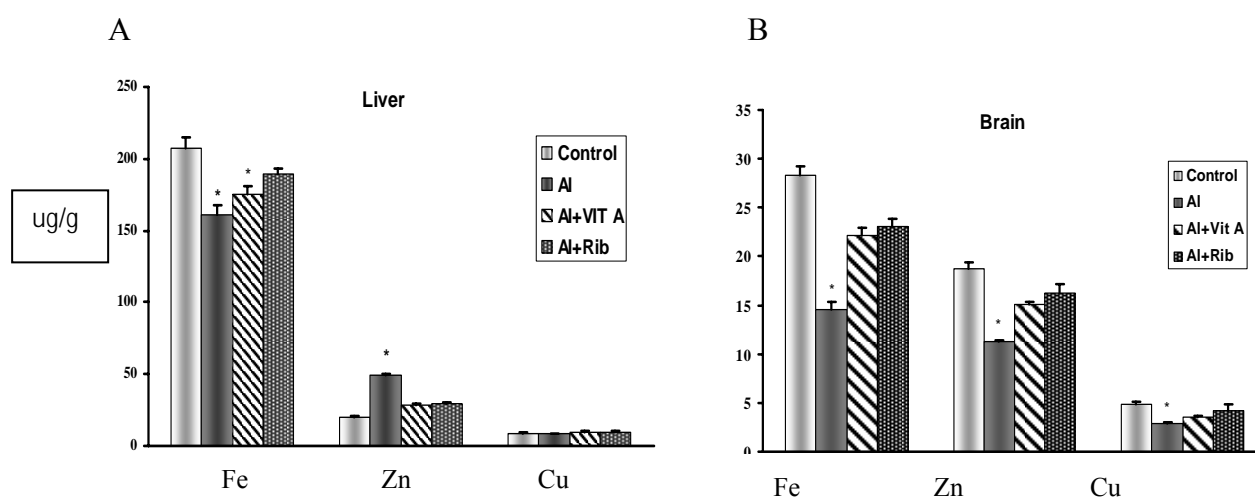 A
Liver
250
200
150
100
50
0
ug/g
* *
*
Control
Al
Al+VIT A
Al+Rib
Fe Zn Cu
B
Brain
35
30
25
20
15
10
5
0
*
*
*
Control
Al
Al+Vit A
Al+Rib
Fe Zn Cu